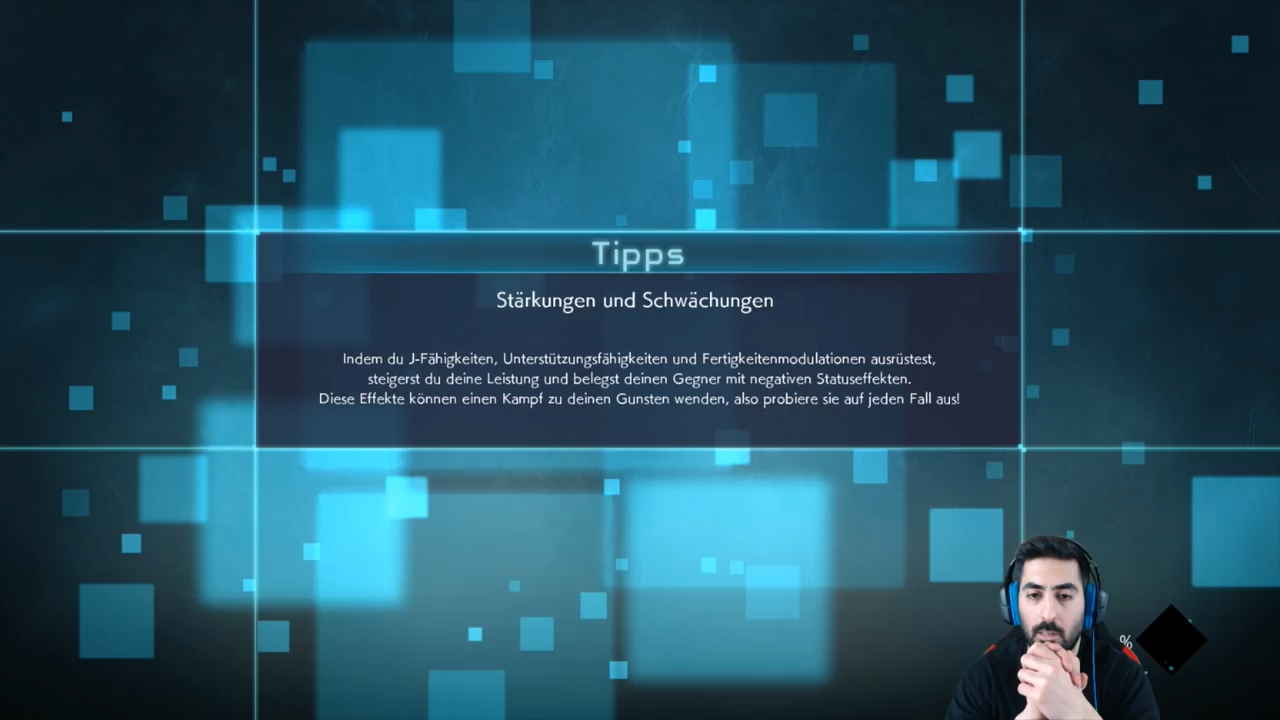 Tipps
Stärkungen und Schwächungen
Indem du J-Fähigkeiten, Unterstützungsfähigkeiten und Fertigkeitenmodulationen ausrüstest,
steigerst du deine Leistung und belegst deinen Gegner mit negativen Statuseffekten.
Diese Effekte können einen Kampf zu deinen Gunsten wenden, also probiere sie auf jeden Fall aus!
%